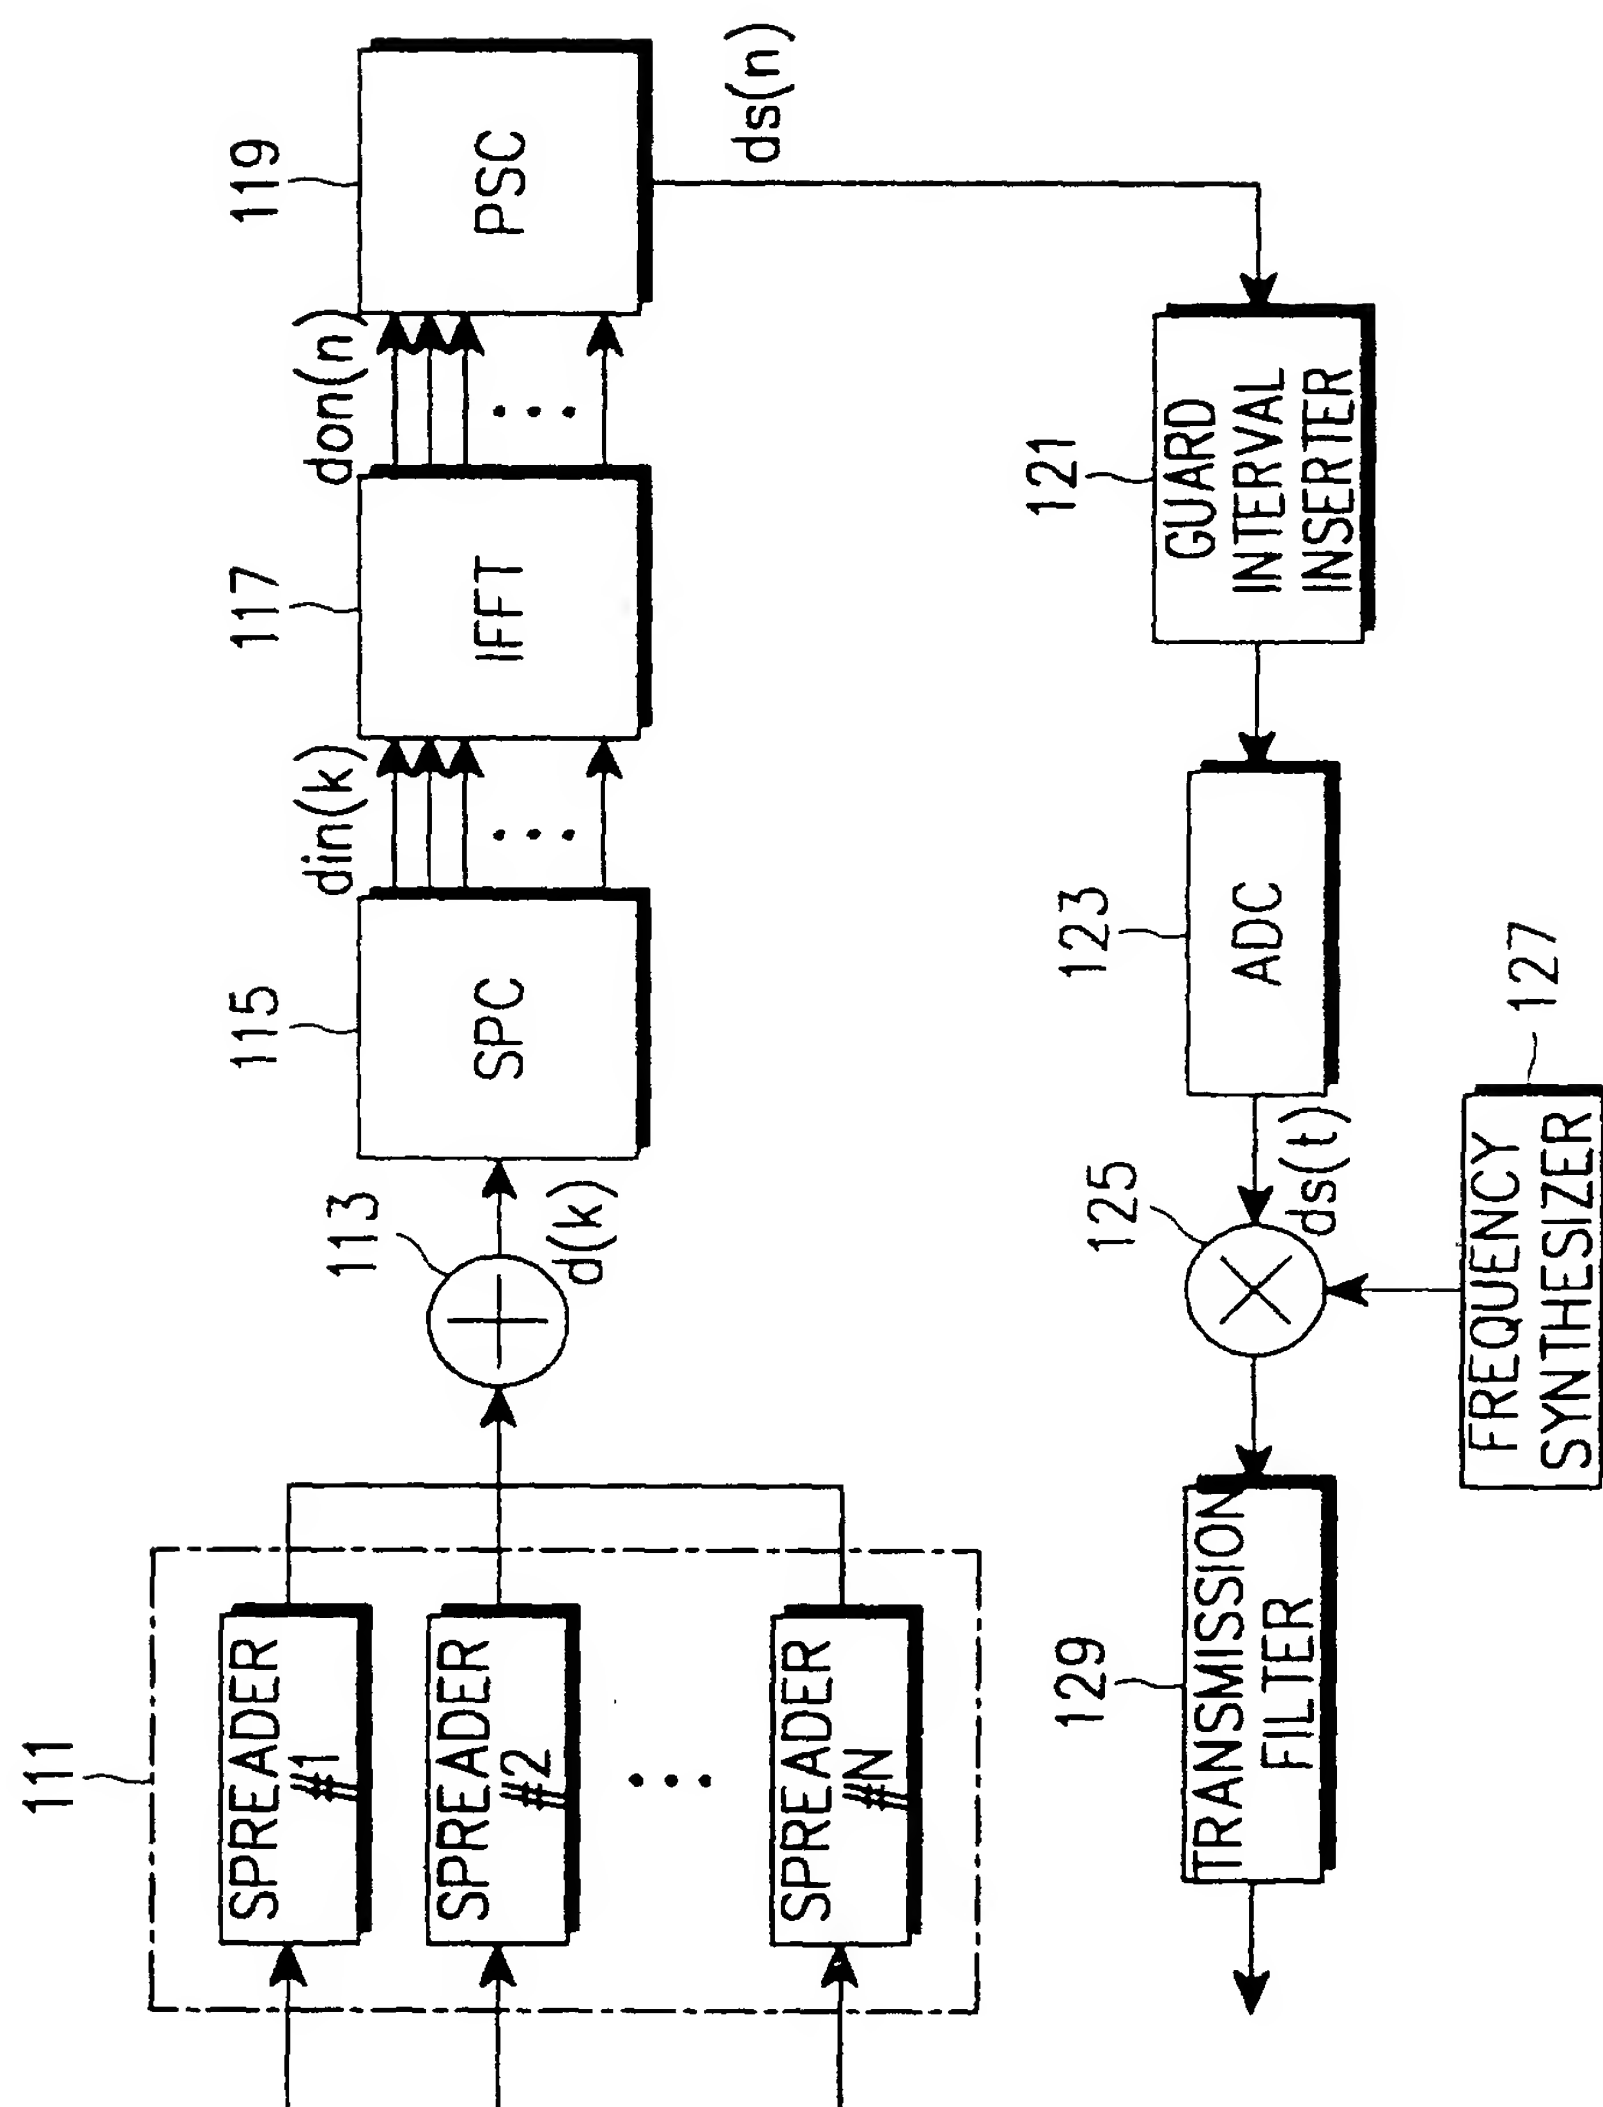 111
SPREADER
#1
SPREADER
#2
SPREADER
#N
113
d(k)
115
SPC
din(k)
117
IFFT
don(n)
119
PSC
ds(n)
121
GUARD
INTERVAL
INSERTER
123
ADC
ds(t)
125
127
FREQUENCY
SYNTHESIZER
129
TRANSMISSION
FILTER